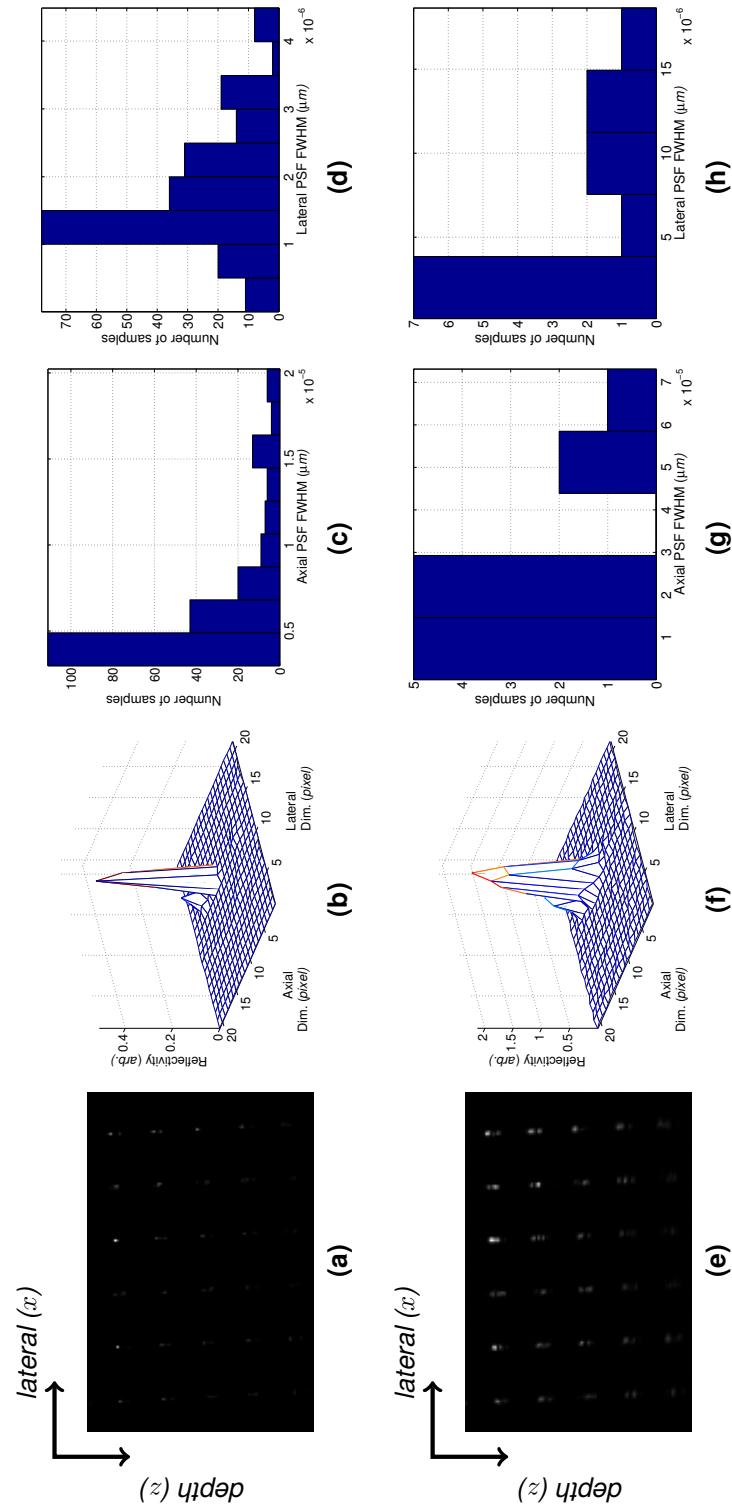 lateral (x)
depth (z)
(a)
Reflectivity (arb.)
0.4
0.2
0
20
15
10
5
Axial
Dim. (pixel)
5
10
15
20
Lateral
Dim. (pixel)
(b)
Number of samples
100
80
60
40
20
0
0.5
1
1.5
2
x 10⁻⁵
Axial PSF FWHM (μm)
(c)
Number of samples
70
60
50
40
30
20
10
0
1
2
3
4
x 10⁻⁶
Lateral PSF FWHM (μm)
(d)
lateral (x)
depth (z)
(e)
Reflectivity (arb.)
2
1.5
1
0.5
20
15
10
5
Axial
Dim. (pixel)
5
10
15
20
Lateral
Dim. (pixel)
(f)
Number of samples
5
4
3
2
1
0
1
2
3
4
5
6
7
x 10⁻⁵
Axial PSF FWHM (μm)
(g)
Number of samples
7
6
5
4
3
2
1
0
5
10
15
x 10⁻⁶
Lateral PSF FWHM (μm)
(h)